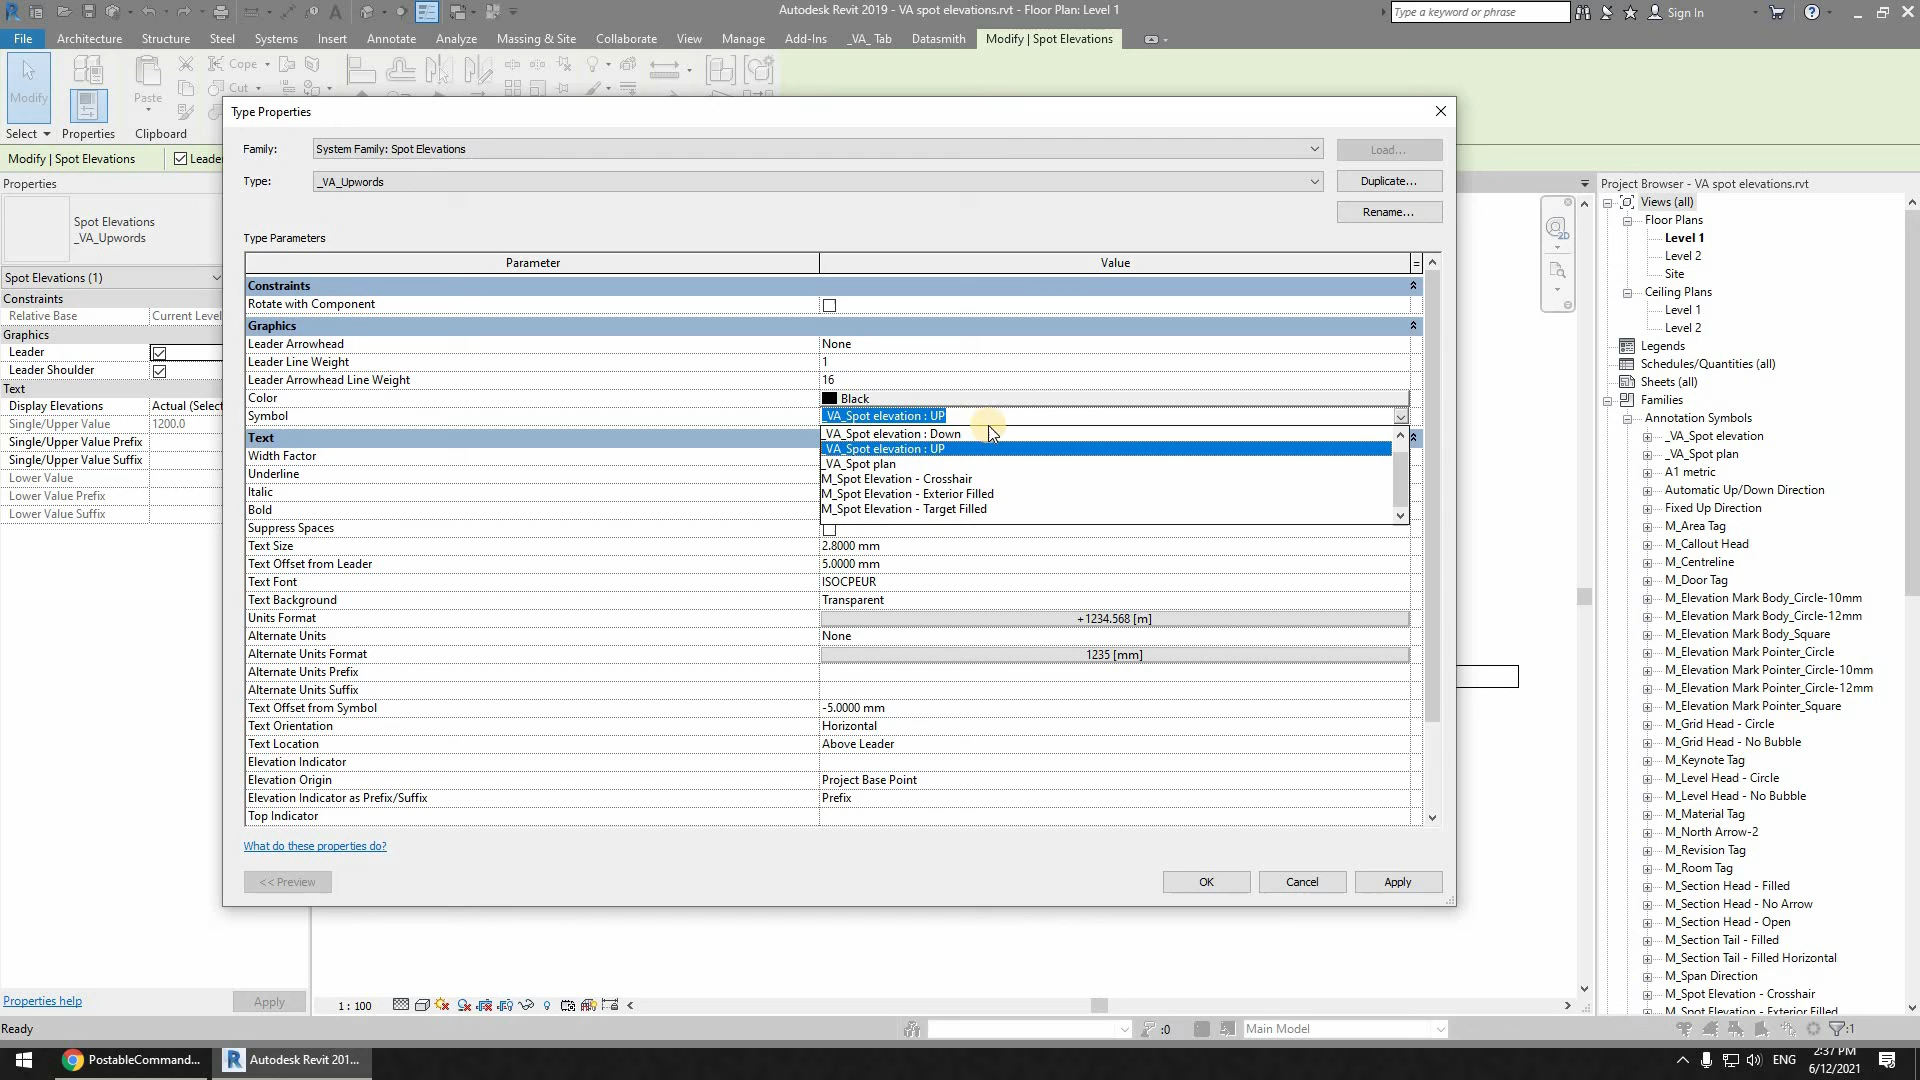 Autodesk Revit 2019 - VA spot elevations.rvt - Floor Plan: Level 1
Type a keyword or phrase
Sign In
File Architecture Structure Steel Systems Insert Annotate Analyze Massing & Site Collaborate View Manage Add-Ins _VA_ Tab Datasmith Modify | Spot Elevations
Modify
Paste
Cope
Cut
Select Properties Clipboard
Modify | Spot Elevations
Leade
Properties
Spot Elevations
_VA_Upwords
Spot Elevations (1)
Constraints
Relative Base Current Level
Graphics
Leader
Leader Shoulder
Text
Display Elevations Actual (Select
Single/Upper Value 1200.0
Single/Upper Value Prefix
Single/Upper Value Suffix
Lower Value
Lower Value Prefix
Lower Value Suffix
Properties help
Apply
Type Properties
Family: System Family: Spot Elevations Load...
Type: _VA_Upwords Duplicate...
Rename...
Type Parameters
Parameter Value =
Constraints
Rotate with Component
Graphics
Leader Arrowhead None
Leader Line Weight 1
Leader Arrowhead Line Weight 16
Color Black
Symbol _VA_Spot elevation : UP
_VA_Spot elevation : Down
_VA_Spot elevation : UP
_VA_Spot plan
M_Spot Elevation - Crosshair
M_Spot Elevation - Exterior Filled
M_Spot Elevation - Target Filled
Text
Width Factor
Underline
Italic
Bold
Suppress Spaces
Text Size 2.8000 mm
Text Offset from Leader 5.0000 mm
Text Font ISOCPEUR
Text Background Transparent
Units Format +1234.568 [m]
Alternate Units None
Alternate Units Format 1235 [mm]
Alternate Units Prefix
Alternate Units Suffix
Text Offset from Symbol -5.0000 mm
Text Orientation Horizontal
Text Location Above Leader
Elevation Indicator
Elevation Origin Project Base Point
Elevation Indicator as Prefix/Suffix Prefix
Top Indicator
What do these properties do?
<< Preview
OK
Cancel
Apply
2D
Project Browser - VA spot elevations.rvt
Views (all)
Floor Plans
Level 1
Level 2
Site
Ceiling Plans
Level 1
Level 2
Legends
Schedules/Quantities (all)
Sheets (all)
Families
Annotation Symbols
_VA_Spot elevation
_VA_Spot plan
A1 metric
Automatic Up/Down Direction
Fixed Up Direction
M_Area Tag
M_Callout Head
M_Centreline
M_Door Tag
M_Elevation Mark Body_Circle-10mm
M_Elevation Mark Body_Circle-12mm
M_Elevation Mark Body_Square
M_Elevation Mark Pointer_Circle
M_Elevation Mark Pointer_Circle-10mm
M_Elevation Mark Pointer_Circle-12mm
M_Elevation Mark Pointer_Square
M_Grid Head - Circle
M_Grid Head - No Bubble
M_Keynote Tag
M_Level Head - Circle
M_Level Head - No Bubble
M_Material Tag
M_North Arrow-2
M_Revision Tag
M_Room Tag
M_Section Head - Filled
M_Section Head - No Arrow
M_Section Head - Open
M_Section Tail - Filled
M_Section Tail - Filled Horizontal
M_Span Direction
M_Spot Elevation - Crosshair
M_Spot Elevation - Exterior Filled
1 : 100
Ready
:0
Main Model
:1
PostableCommand...
Autodesk Revit 201...
ENG
2:37 PM
6/12/2021